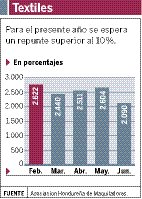 Textiles
Para el presente año se espera
un repunte superior al 10%.
En porcentajes
3.000
2.500
2.000
1.500
1.000
500
0
2.622
2.440
2.511
2.604
2.050
Feb. Mar. Abr. May. Jun.
FUENTE Asociación Hondureña de Maquiladores.